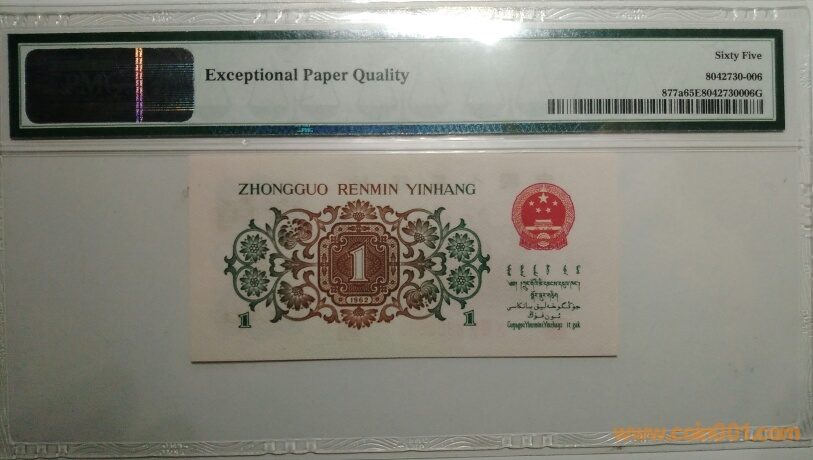 Exceptional Paper Quality
Sixty Five
8042730-006
877a65E8042730006G
ZHONGGUO RENMIN YINHANG
1
1962
1
1
www.coin001.com